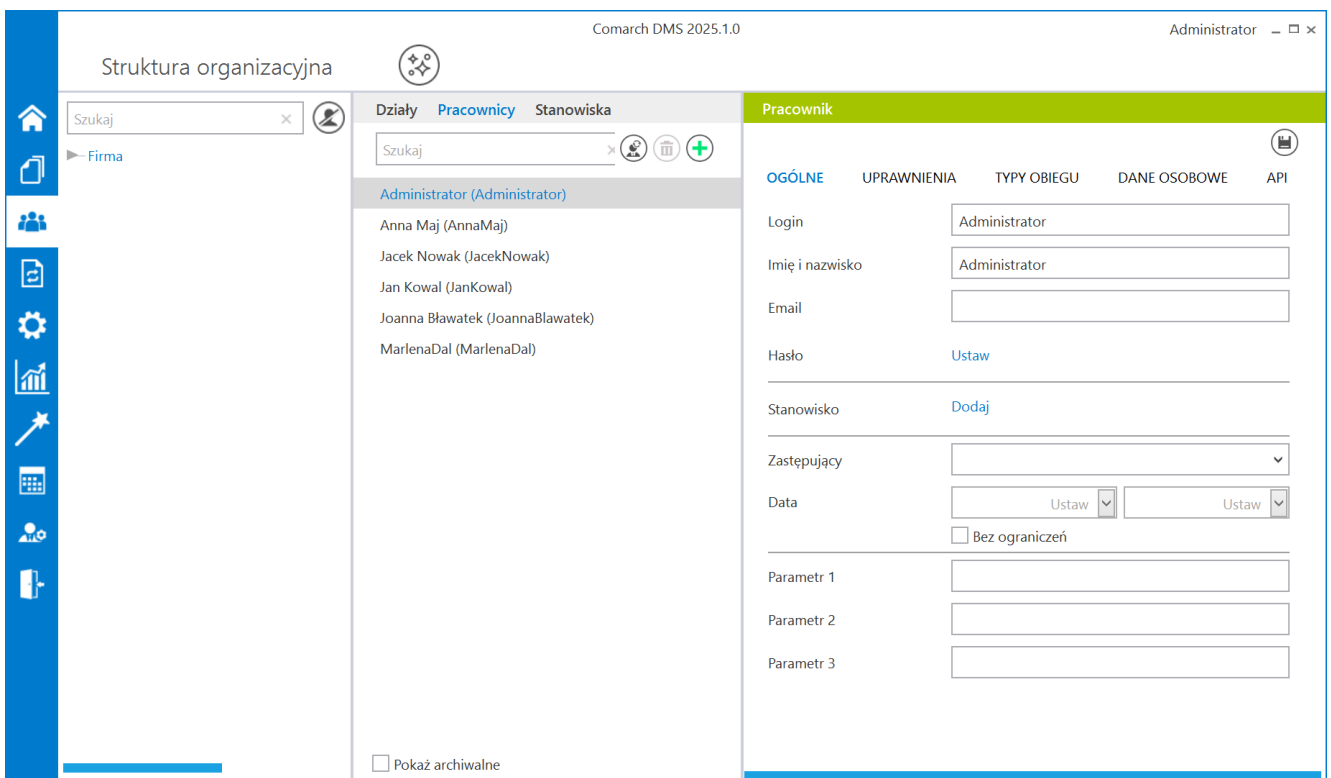 Comarch DMS 2025.1.0
Administrator
Struktura organizacyjna
Szukaj
Firma
Działy Pracownicy Stanowiska
Szukaj
Administrator (Administrator)
Anna Maj (AnnaMaj)
Jacek Nowak (JacekNowak)
Jan Kowal (JanKowal)
Joanna Bławatek (JoannaBlawatek)
MarlenaDal (MarlenaDal)
Pokaż archiwalne
Pracownik
OGÓLNE UPRAWNIENIA TYPY OBIEGU DANE OSOBOWE API
Login Administrator
Imię i nazwisko Administrator
Email
Hasło Ustaw
Stanowisko Dodaj
Zastępujący
Data Ustaw Ustaw
Bez ograniczeń
Parametr 1
Parametr 2
Parametr 3